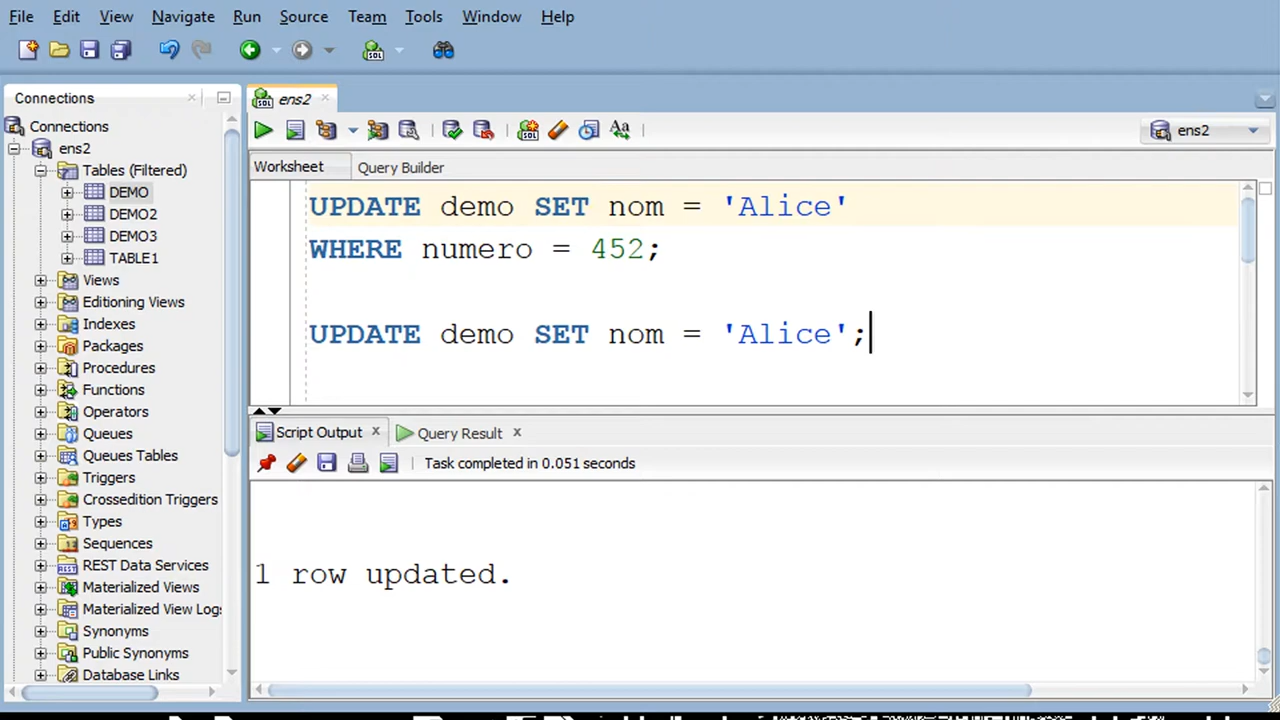 File Edit View Navigate Run Source Team Tools Window Help
Connections
ens2
Connections
ens2
ens2
Tables (Filtered)
DEMO
DEMO2
DEMO3
TABLE1
Views
Editioning Views
Indexes
Packages
Procedures
Functions
Operators
Queues
Queues Tables
Triggers
Crossedition Triggers
Types
Sequences
REST Data Services
Materialized Views
Materialized View Logs
Synonyms
Public Synonyms
Database Links
Worksheet Query Builder
UPDATE demo SET nom = 'Alice'
WHERE numero = 452;
UPDATE demo SET nom = 'Alice';
Script Output Query Result
Task completed in 0.051 seconds
1 row updated.